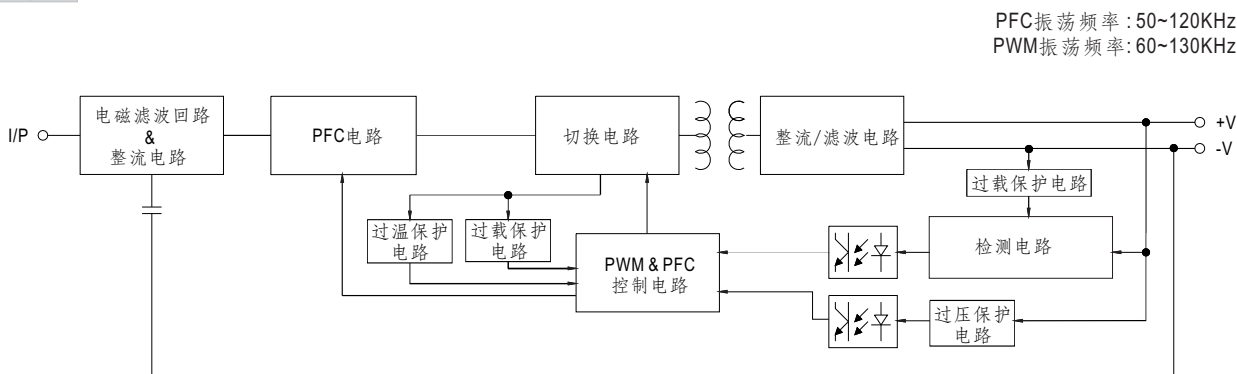 PFC振荡频率：50~120KHz
PWM振荡频率：60~130KHz
I/P
电磁滤波回路
&
整流电路
PFC电路
切换电路
整流/滤波电路
+V
-V
过载保护电路
过温保护
电路
过载保护
电路
PWM & PFC
控制电路
检测电路
过压保护
电路